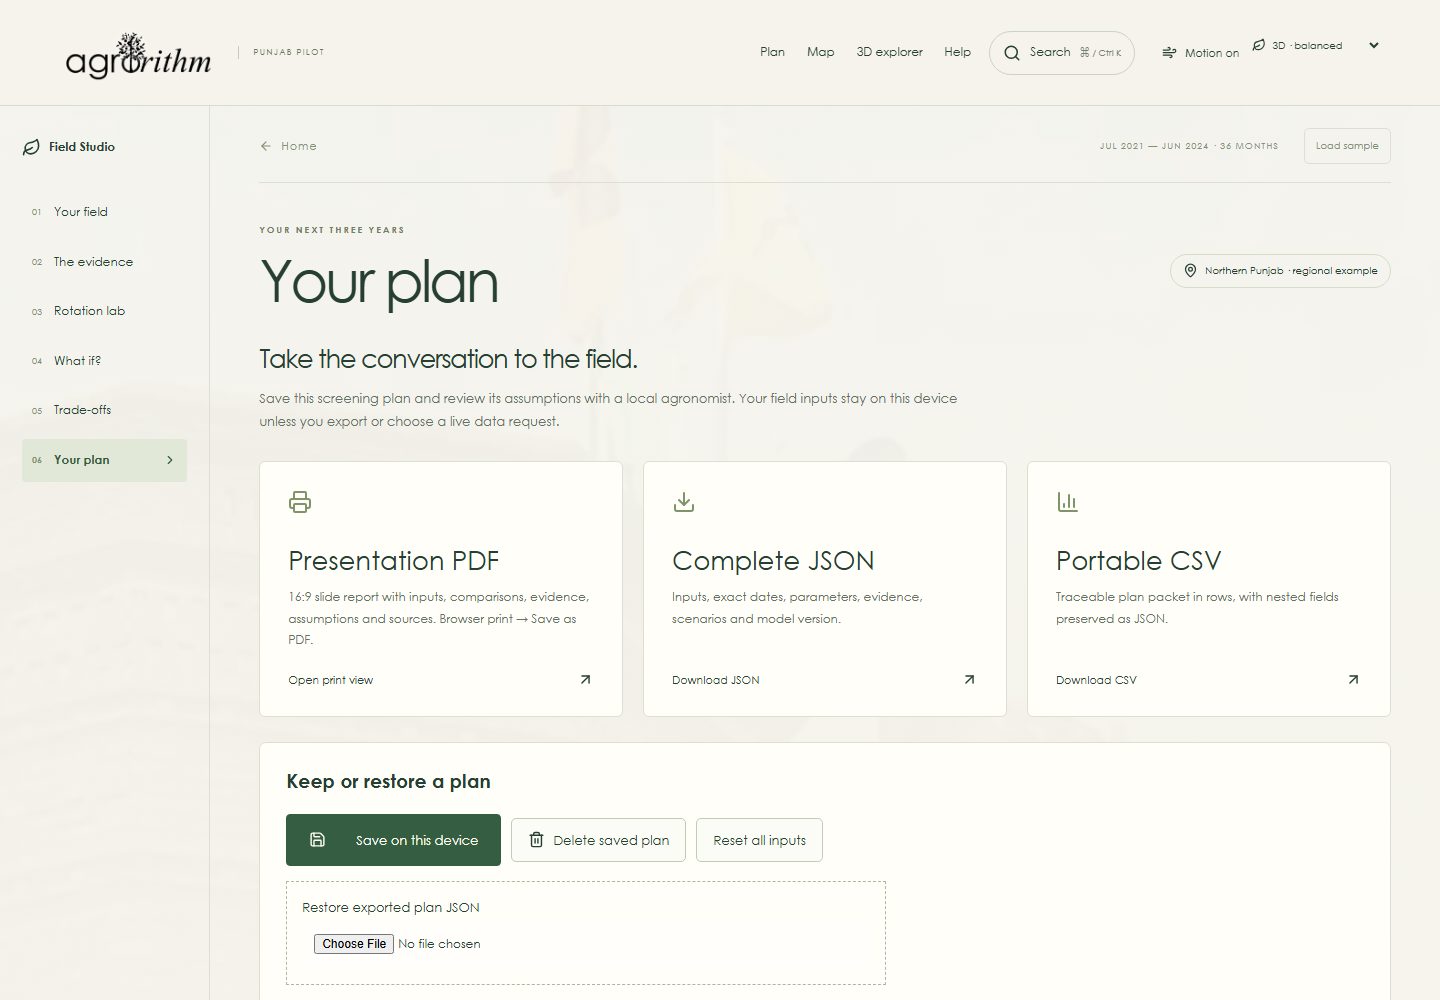 agrorithm
PUNJAB PILOT
Plan
Map
3D explorer
Help
Search ⌘ / Ctrl K
Motion on
3D · balanced
Field Studio
01 Your field
02 The evidence
03 Rotation lab
04 What if?
05 Trade-offs
06 Your plan
Home
JUL 2021 — JUN 2024 · 36 MONTHS
Load sample
YOUR NEXT THREE YEARS
Your plan
Northern Punjab · regional example
Take the conversation to the field.
Save this screening plan and review its assumptions with a local agronomist. Your field inputs stay on this device
unless you export or choose a live data request.
Presentation PDF
16:9 slide report with inputs, comparisons, evidence,
assumptions and sources. Browser print → Save as
PDF.
Open print view
Complete JSON
Inputs, exact dates, parameters, evidence,
scenarios and model version.
Download JSON
Portable CSV
Traceable plan packet in rows, with nested fields
preserved as JSON.
Download CSV
Keep or restore a plan
Save on this device
Delete saved plan
Reset all inputs
Restore exported plan JSON
Choose File No file chosen